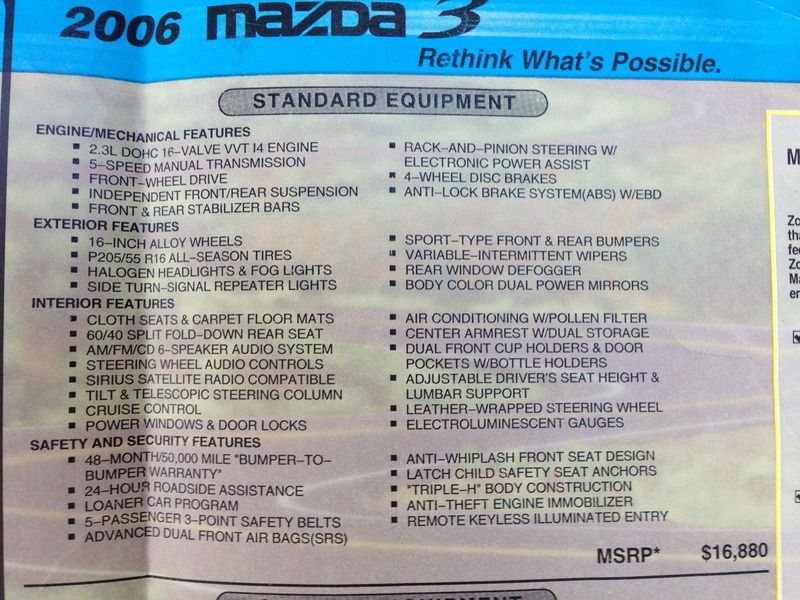 2006 mazda 3
Rethink What's Possible.
STANDARD EQUIPMENT
ENGINE/MECHANICAL FEATURES
■ 2.3L DOHC 16-VALVE VVT I4 ENGINE
■ 5-SPEED MANUAL TRANSMISSION
■ FRONT-WHEEL DRIVE
■ INDEPENDENT FRONT/REAR SUSPENSION
■ FRONT & REAR STABILIZER BARS
■ RACK-AND-PINION STEERING W/
ELECTRONIC POWER ASSIST
■ 4-WHEEL DISC BRAKES
■ ANTI-LOCK BRAKE SYSTEM(ABS) W/EBD
EXTERIOR FEATURES
■ 16-INCH ALLOY WHEELS
■ P205/55 R16 ALL-SEASON TIRES
■ HALOGEN HEADLIGHTS & FOG LIGHTS
■ SIDE TURN-SIGNAL REPEATER LIGHTS
■ SPORT-TYPE FRONT & REAR BUMPERS
■ VARIABLE-INTERMITTENT WIPERS
■ REAR WINDOW DEFOGGER
■ BODY COLOR DUAL POWER MIRRORS
INTERIOR FEATURES
■ CLOTH SEATS & CARPET FLOOR MATS
■ 60/40 SPLIT FOLD-DOWN REAR SEAT
■ AM/FM/CD 6-SPEAKER AUDIO SYSTEM
■ STEERING WHEEL AUDIO CONTROLS
■ SIRIUS SATELLITE RADIO COMPATIBLE
■ TILT & TELESCOPIC STEERING COLUMN
■ CRUISE CONTROL
■ POWER WINDOWS & DOOR LOCKS
■ AIR CONDITIONING W/POLLEN FILTER
■ CENTER ARMREST W/DUAL STORAGE
■ DUAL FRONT CUP HOLDERS & DOOR
POCKETS W/BOTTLE HOLDERS
■ ADJUSTABLE DRIVER'S SEAT HEIGHT &
LUMBAR SUPPORT
■ LEATHER-WRAPPED STEERING WHEEL
■ ELECTROLUMINESCENT GAUGES
SAFETY AND SECURITY FEATURES
■ 48-MONTH/50,000 MILE "BUMPER-TO-
BUMPER WARRANTY"
■ 24-HOUR ROADSIDE ASSISTANCE
■ LOANER CAR PROGRAM
■ 5-PASSENGER 3-POINT SAFETY BELTS
■ ADVANCED DUAL FRONT AIR BAGS(SRS)
■ ANTI-WHIPLASH FRONT SEAT DESIGN
■ LATCH CHILD SAFETY SEAT ANCHORS
■ "TRIPLE-H" BODY CONSTRUCTION
■ ANTI-THEFT ENGINE IMMOBILIZER
■ REMOTE KEYLESS ILLUMINATED ENTRY
MSRP* $16,880